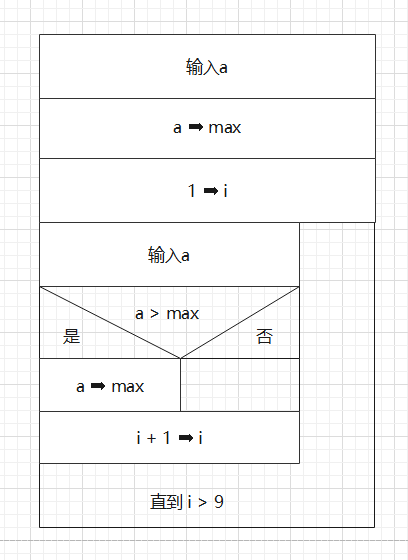 输入a
a ➡ max
1 ➡ i
输入a
a > max
是
否
a ➡ max
i + 1 ➡ i
直到 i > 9